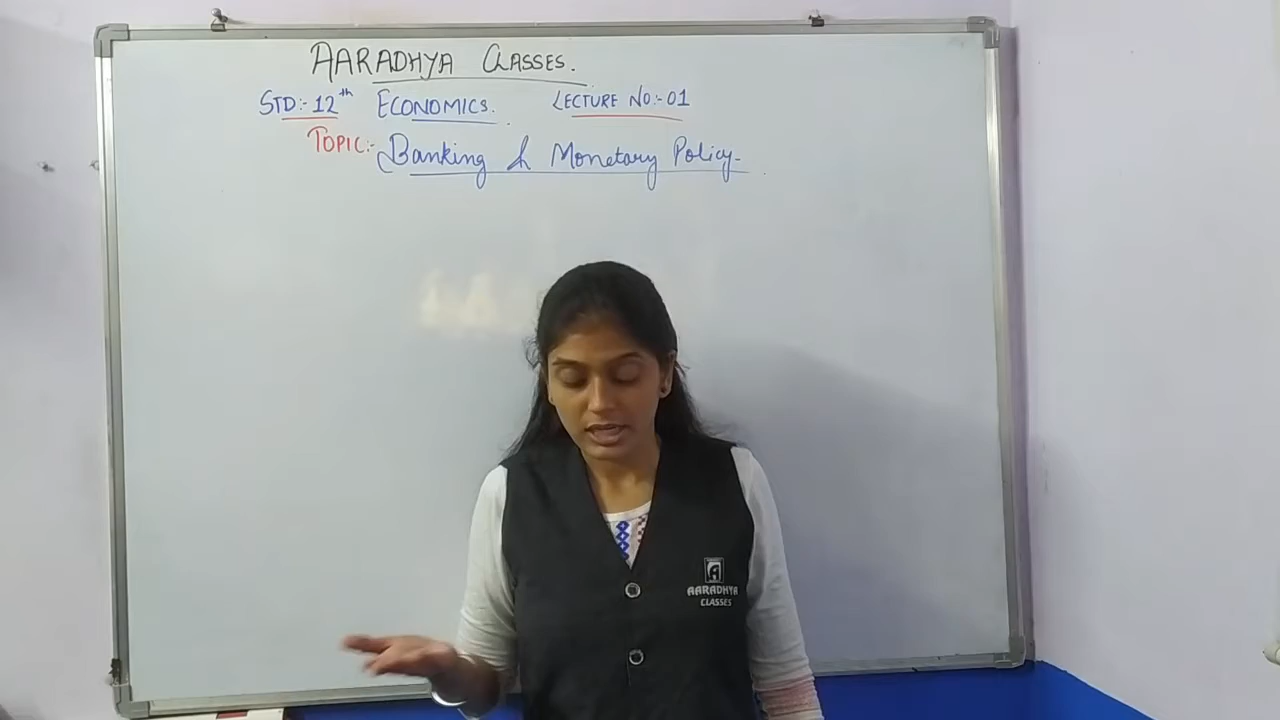 AARADHYA CLASSES.
STD:- 12th ECONOMICS. LECTURE NO:- 01
TOPIC:- Banking & Monetary Policy-
A
AARADHYA
CLASSES